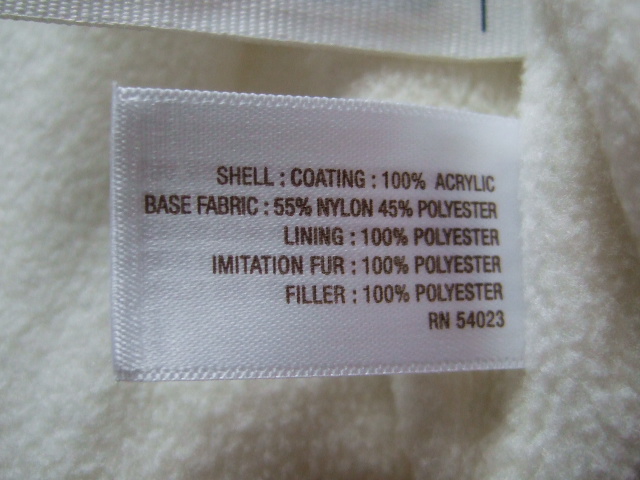 SHELL : COATING : 100% ACRYLIC
BASE FABRIC : 55% NYLON 45% POLYESTER
LINING : 100% POLYESTER
IMITATION FUR : 100% POLYESTER
FILLER : 100% POLYESTER
RN 54023